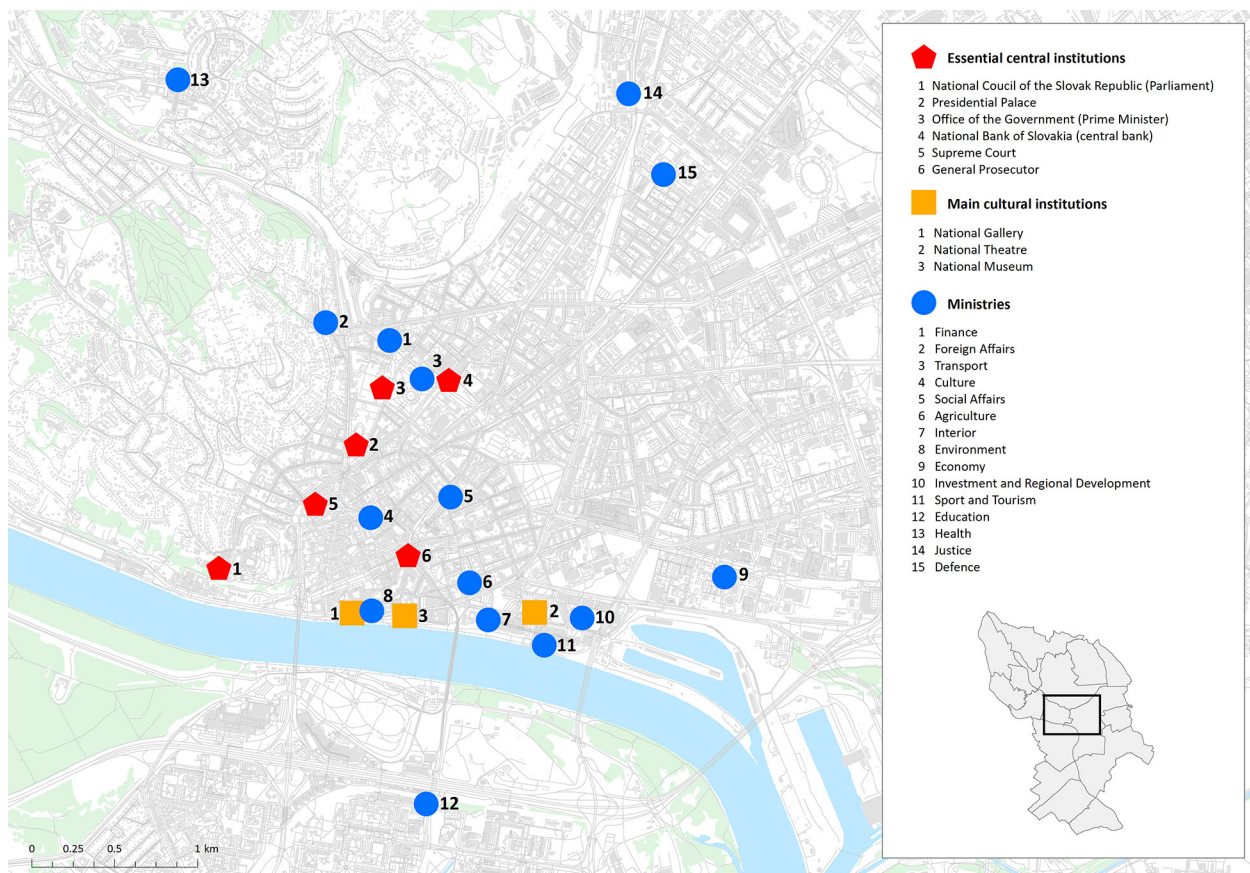 13
14
15
2
1
3
3
4
2
5
5
4
6
1
6
9
8
1
3
2
7
10
11
12
0 0.25 0.5 1 km
Essential central institutions
1 National Coucil of the Slovak Republic (Parliament)
2 Presidential Palace
3 Office of the Government (Prime Minister)
4 National Bank of Slovakia (central bank)
5 Supreme Court
6 General Prosecutor
Main cultural institutions
1 National Gallery
2 National Theatre
3 National Museum
Ministries
1 Finance
2 Foreign Affairs
3 Transport
4 Culture
5 Social Affairs
6 Agriculture
7 Interior
8 Environment
9 Economy
10 Investment and Regional Development
11 Sport and Tourism
12 Education
13 Health
14 Justice
15 Defence